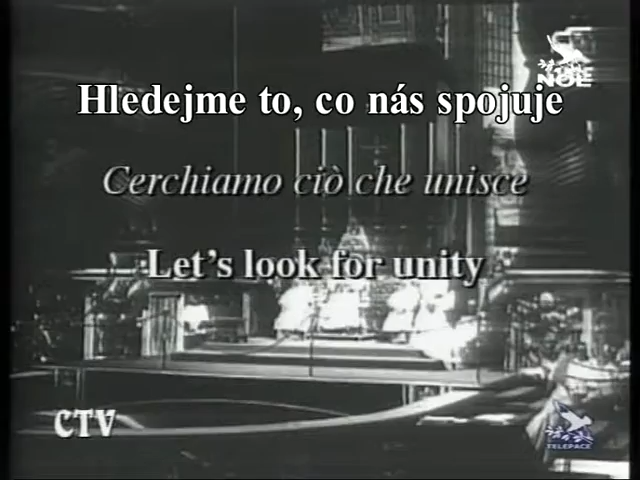 NOE
Hledejme to, co nás spojuje
Cerchiamo ciò che unisce
Let's look for unity
CTV
TELEPACE